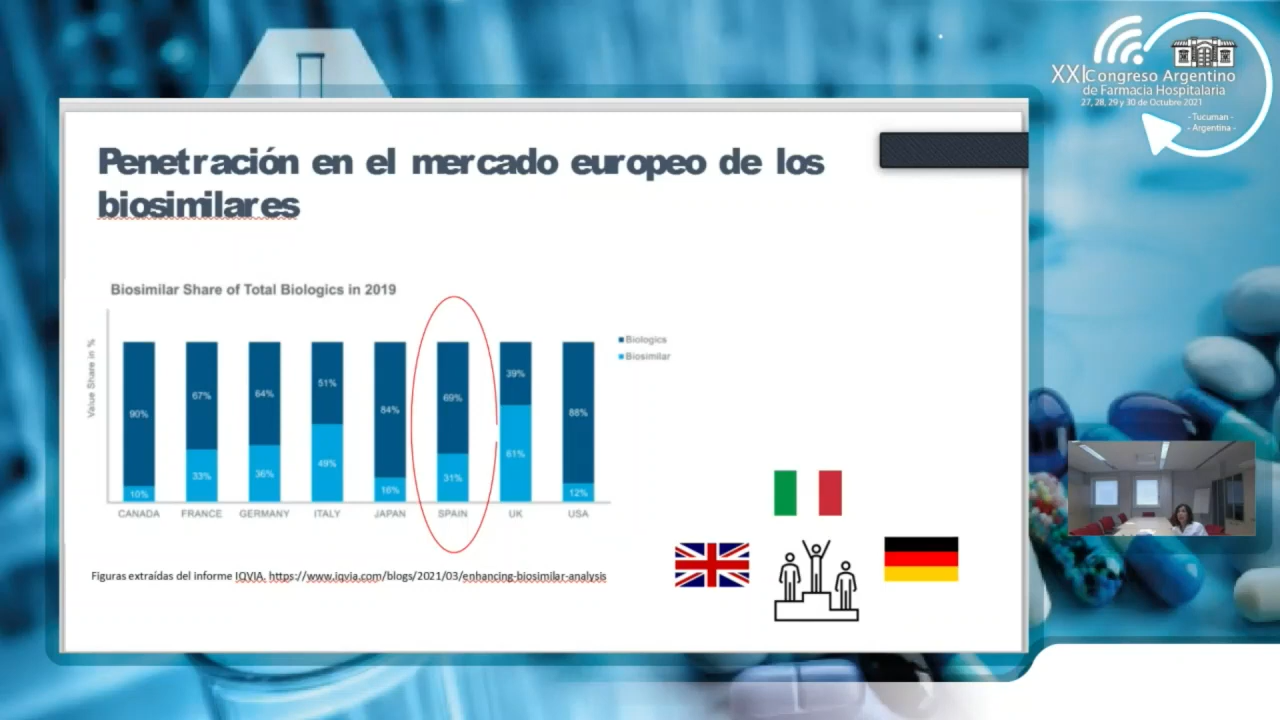 XXI Congreso Argentino
de Farmacia Hospitalaria
27, 28, 29 y 30 de Octubre 2021
- Tucuman -
- Argentina -
Penetración en el mercado europeo de los
biosimilares
Biosimilar Share of Total Biologics in 2019
Value Share in %
Biologics
Biosimilar
90% 67% 64% 51% 84% 69% 39% 88%
10% 33% 36% 49% 16% 31% 61% 12%
CANADA FRANCE GERMANY ITALY JAPAN SPAIN UK USA
Figuras extraídas del informe IQVIA. https://www.iqvia.com/blogs/2021/03/enhancing-biosimilar-analysis